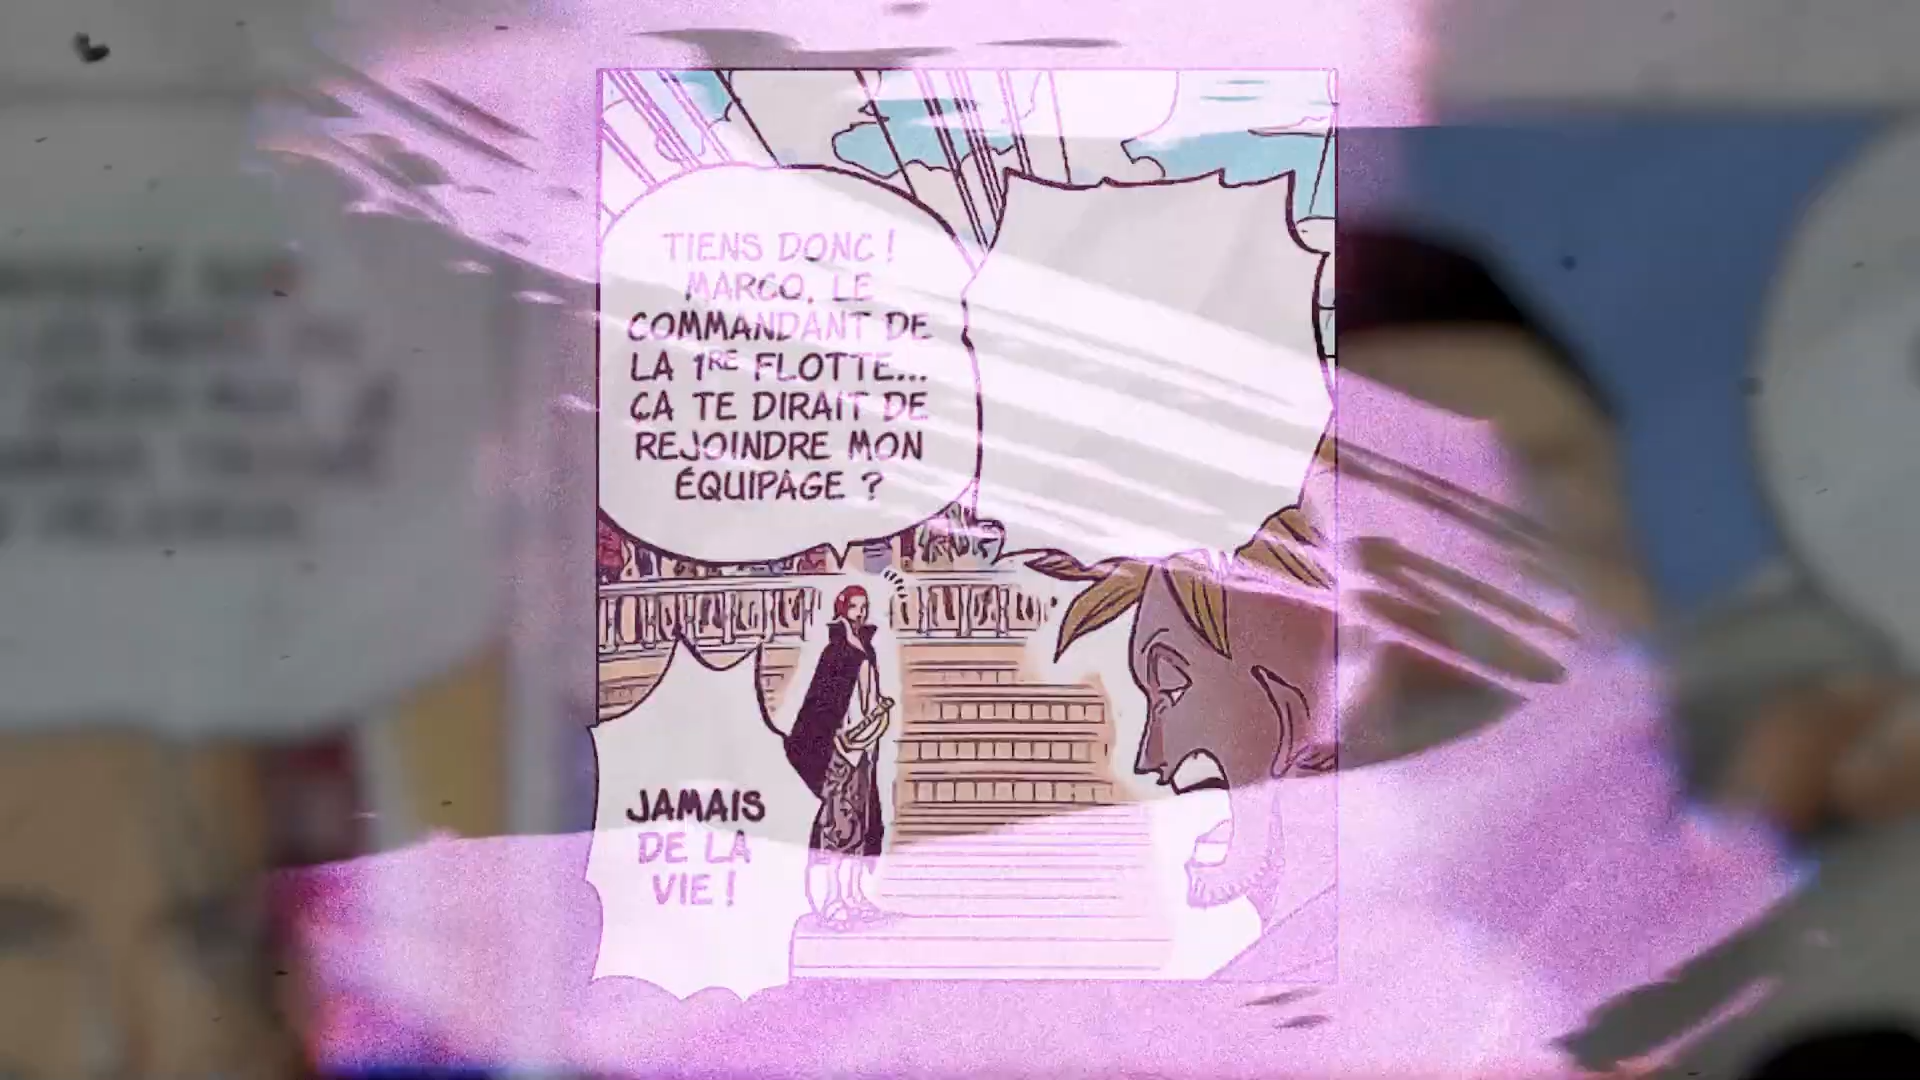 TIENS DONC !
MARCO, LE
COMMANDANT DE
LA 1RE FLOTTE...
ÇA TE DIRAIT DE
REJOINDRE MON
ÉQUIPAGE ?
JAMAIS
DE LA
VIE !